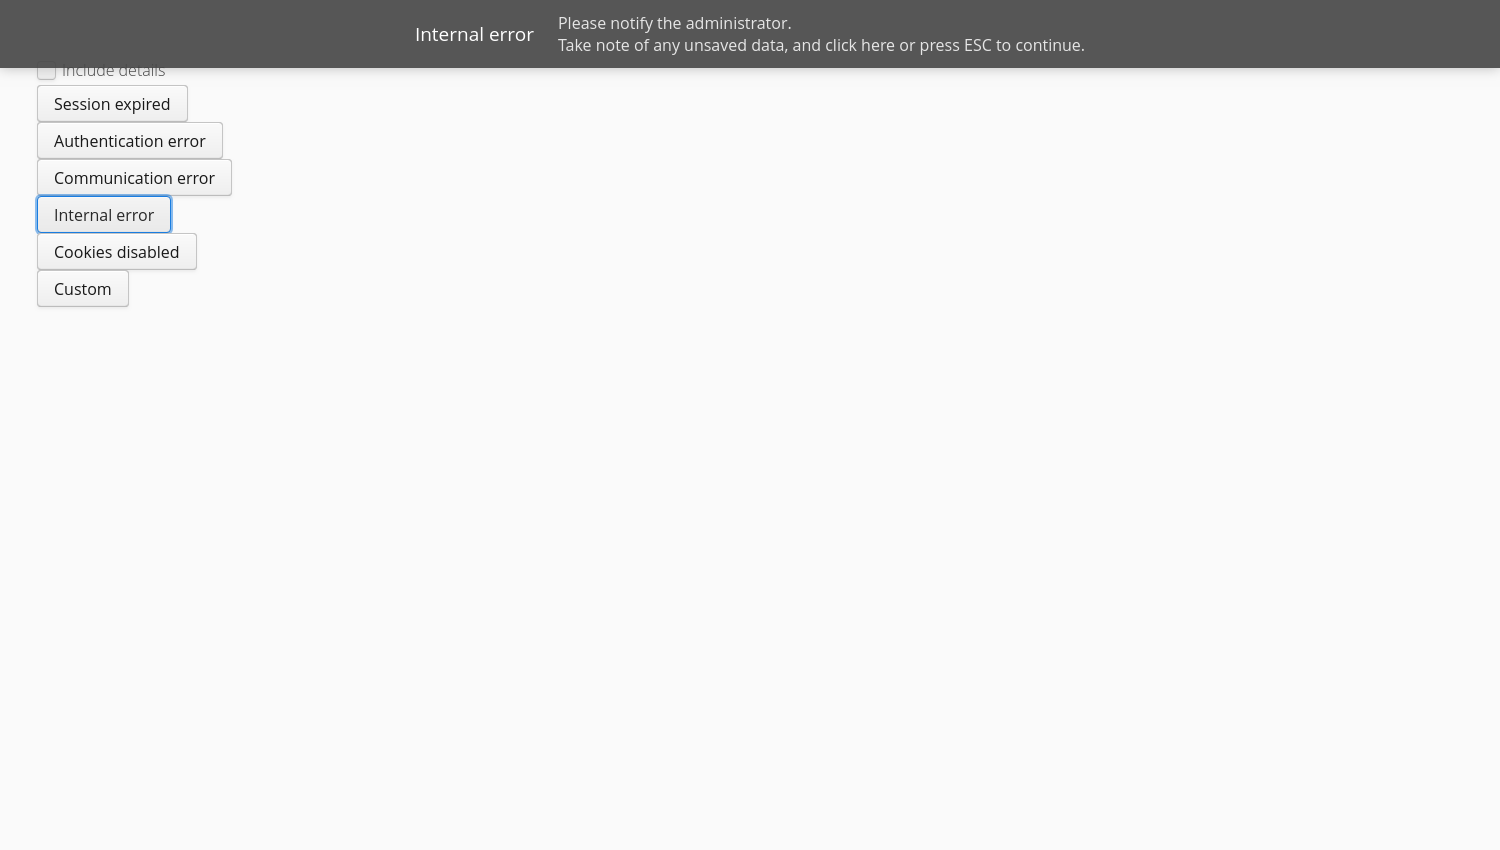 Internal error
Please notify the administrator.
Take note of any unsaved data, and click here or press ESC to continue.
Include details
Session expired
Authentication error
Communication error
Internal error
Cookies disabled
Custom